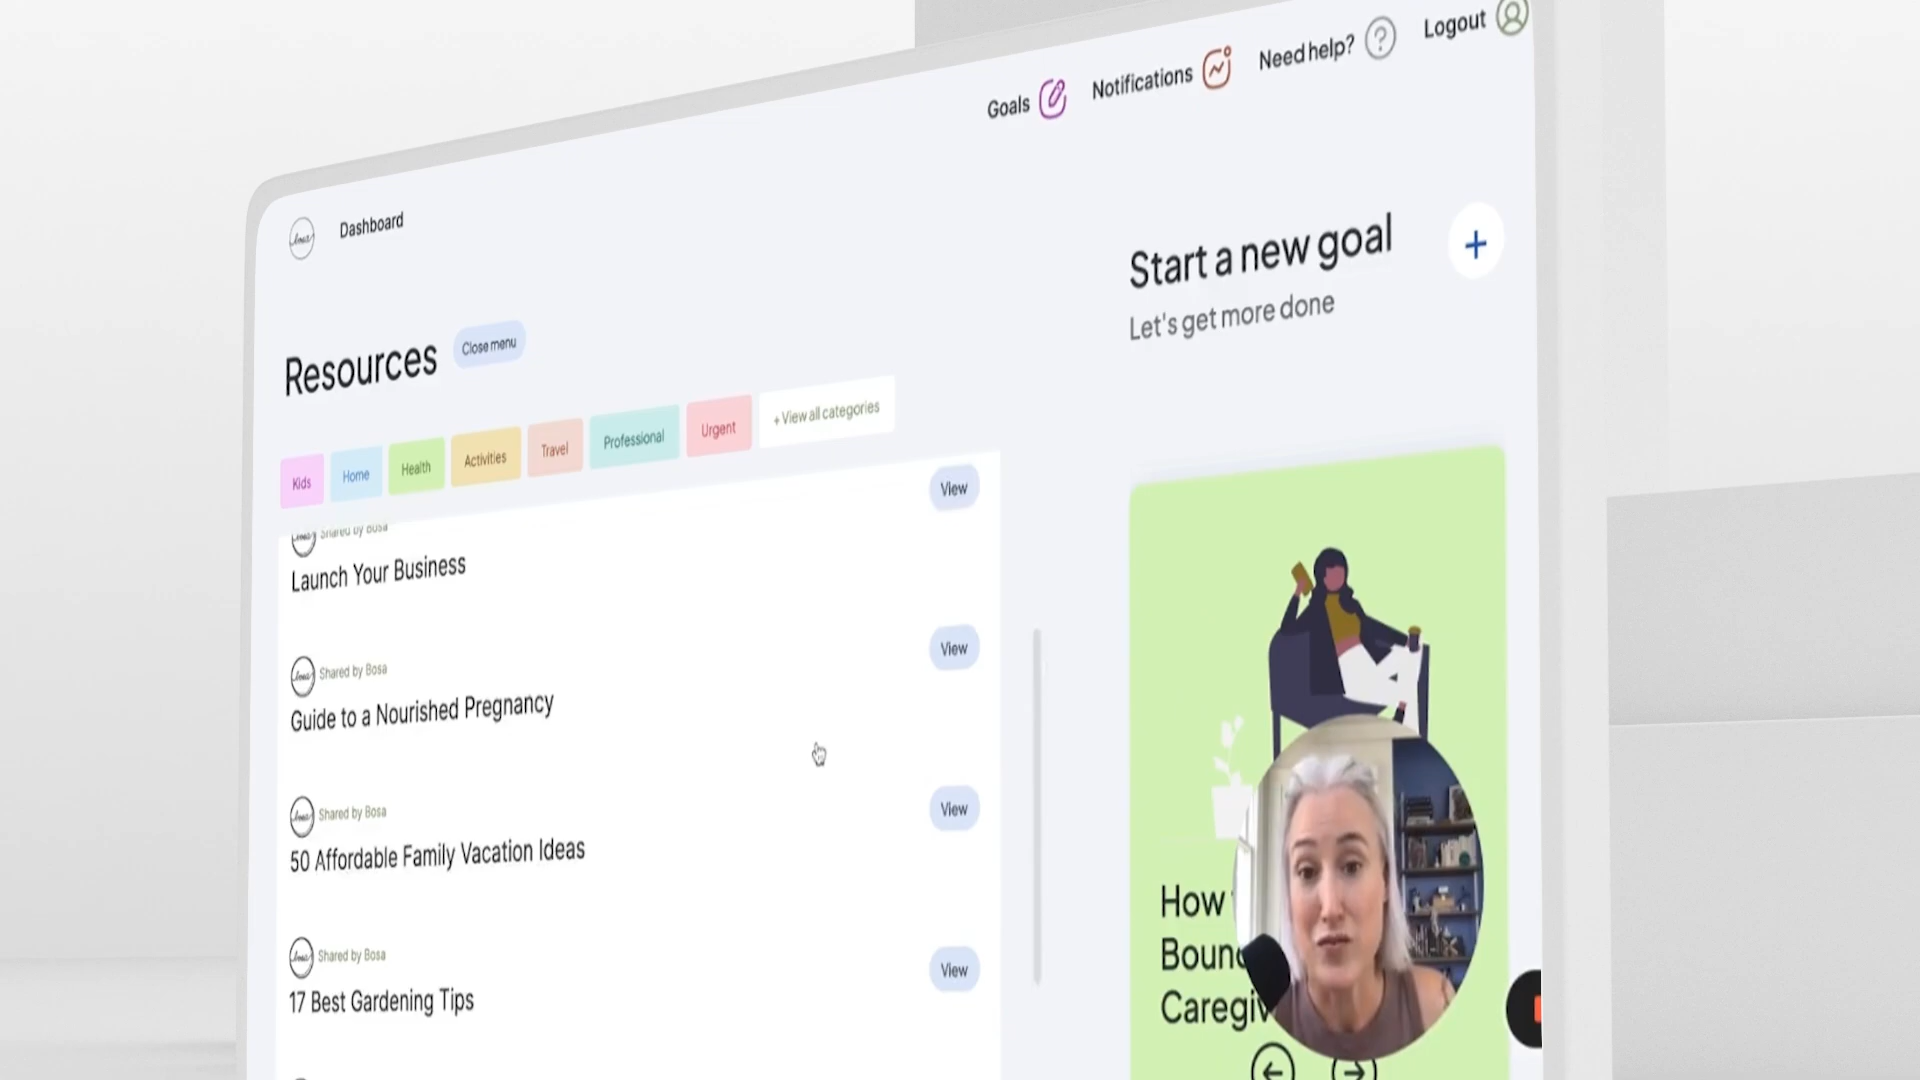 Goals
Notifications
Need help?
Logout
Dashboard
Start a new goal
Let's get more done
Resources
Close menu
Kids
Home
Health
Activities
Travel
Professional
Urgent
+ View all categories
View
Shared by Bosa
Launch Your Business
Shared by Bosa
View
Guide to a Nourished Pregnancy
Shared by Bosa
View
50 Affordable Family Vacation Ideas
Shared by Bosa
View
17 Best Gardening Tips
How